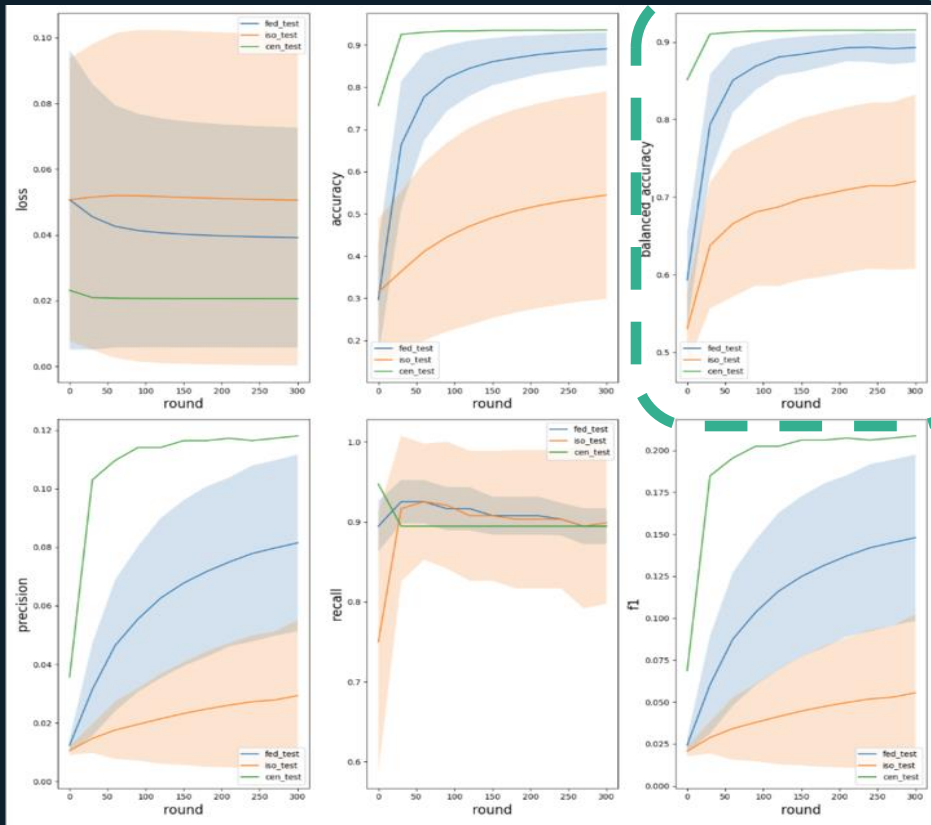 loss
0.10
0.08
0.06
0.04
0.02
0.00
fed_test
iso_test
cen_test
0 50 100 150 200 250 300
round
accuracy
0.9
0.8
0.7
0.6
0.5
0.4
0.3
0.2
fed_test
iso_test
cen_test
0 50 100 150 200 250 300
round
balanced_accuracy
0.9
0.8
0.7
0.6
0.5
fed_test
iso_test
cen_test
0 50 100 150 200 250 300
round
precision
0.12
0.10
0.08
0.06
0.04
0.02
0.00
fed_test
iso_test
cen_test
0 50 100 150 200 250 300
round
recall
1.0
0.9
0.8
0.7
0.6
fed_test
iso_test
cen_test
0 50 100 150 200 250 300
round
f1
0.200
0.175
0.150
0.125
0.100
0.075
0.050
0.025
0.000
fed_test
iso_test
cen_test
0 50 100 150 200 250 300
round